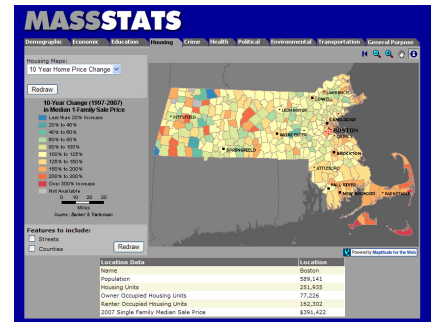 MASSSTATS
Demographic Economic Education Housing Crime Health Political Environmental Transportation General Purpose
Housing Maps:
10 Year Home Price Change
Redraw
10-Year Change (1997-2007)
in Median 1-Family Sale Price
Less than 20% Increase
20% to 40%
40% to 60%
60% to 80%
80% to 100%
100% to 125%
125% to 150%
150% to 200%
200% to 300%
Over 300% Increase
Not Available
0 10 20 30
Miles
Source: Banker & Tradesman
Features to include:
Streets
Counties
Redraw
PITTSFIELD
SPRINGFIELD
LEOMINSTER
WORCESTER
LAWRENCE
LOWELL
CAMBRIDGE
BOSTON
QUINCY
BROCKTON
ATTLEBORO
FALL RIVER
NEW BEDFORD
BARNSTABLE
Powered by Maptitude for the Web
Location Data Location
Name Boston
Population 589,141
Housing Units 251,935
Owner Occupied Housing Units 77,226
Renter Occupied Housing Units 162,302
2007 Single Family Median Sale Price $391,422